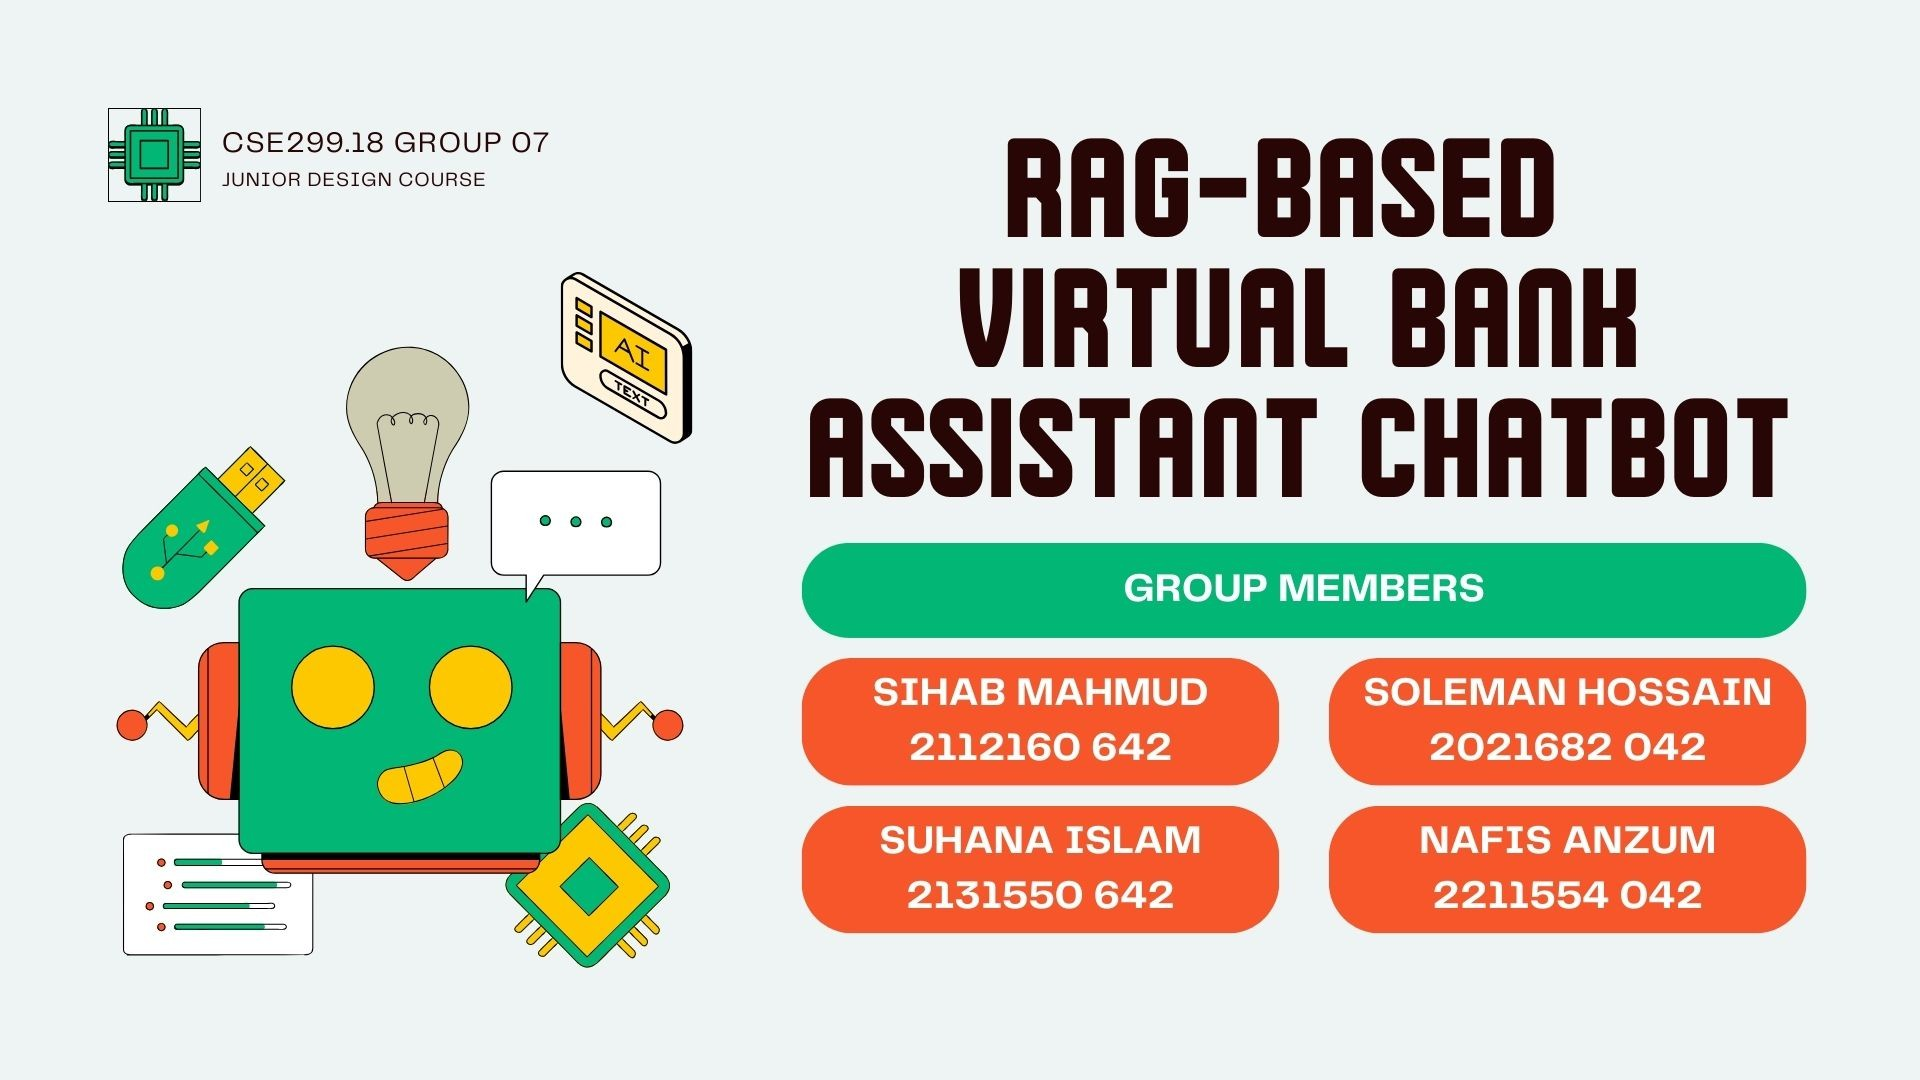 CSE299.18 GROUP 07
JUNIOR DESIGN COURSE
AI
TEXT
RAG-BASED
VIRTUAL BANK
ASSISTANT CHATBOT
GROUP MEMBERS
SIHAB MAHMUD
2112160 642
SOLEMAN HOSSAIN
2021682 042
SUHANA ISLAM
2131550 642
NAFIS ANZUM
2211554 042